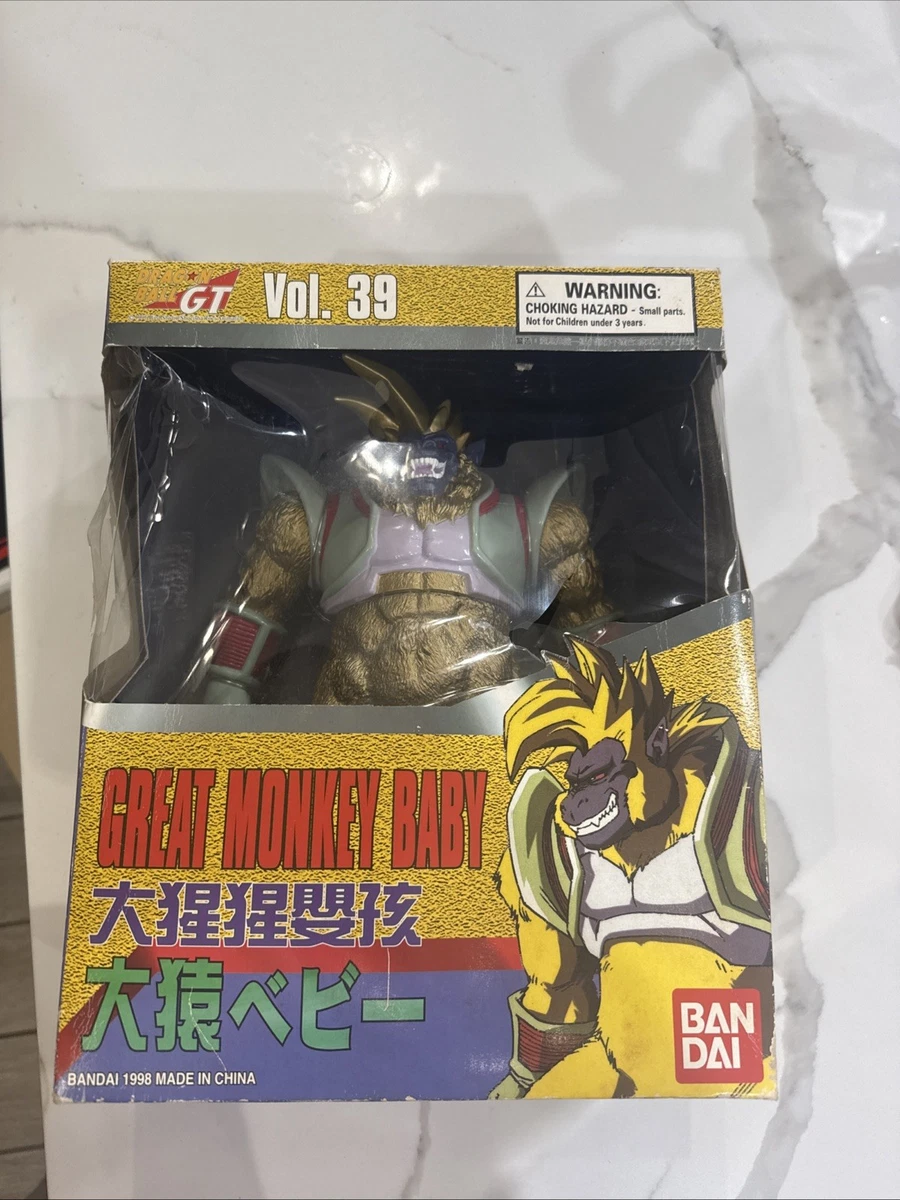 DRAGON
BALL GT
Vol. 39
WARNING:
CHOKING HAZARD - Small parts.
Not for Children under 3 years.
GREAT MONKEY BABY
大猩猩嬰孩
大猿ベビー
BANDAI 1998 MADE IN CHINA
BAN
DAI